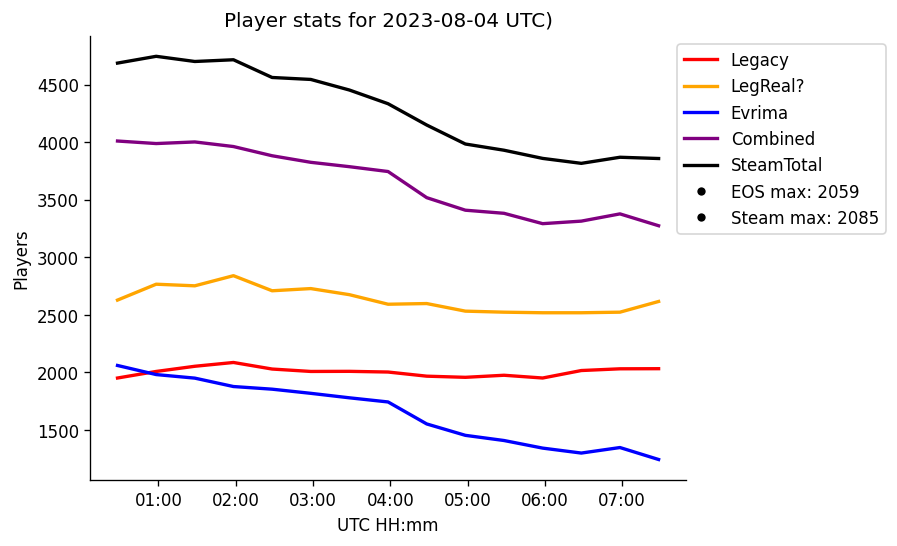 Player stats for 2023-08-04 UTC)
Legacy
LegReal?
Evrima
Combined
SteamTotal
EOS max: 2059
Steam max: 2085
Players
4500
4000
3500
3000
2500
2000
1500
01:00 02:00 03:00 04:00 05:00 06:00 07:00
UTC HH:mm